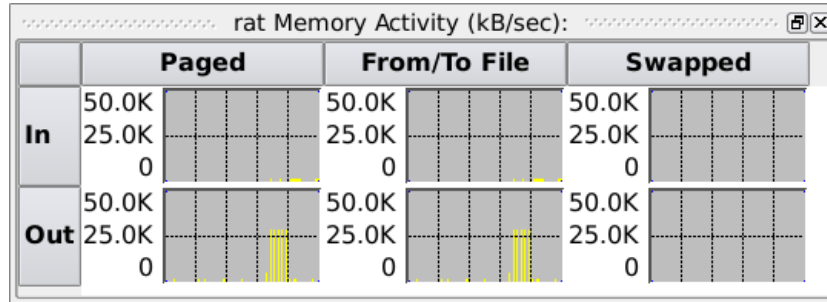 rat Memory Activity (kB/sec):
Paged From/To File Swapped
In
50.0K 50.0K 50.0K
25.0K 25.0K 25.0K
0 0 0
Out
50.0K 50.0K 50.0K
25.0K 25.0K 25.0K
0 0 0